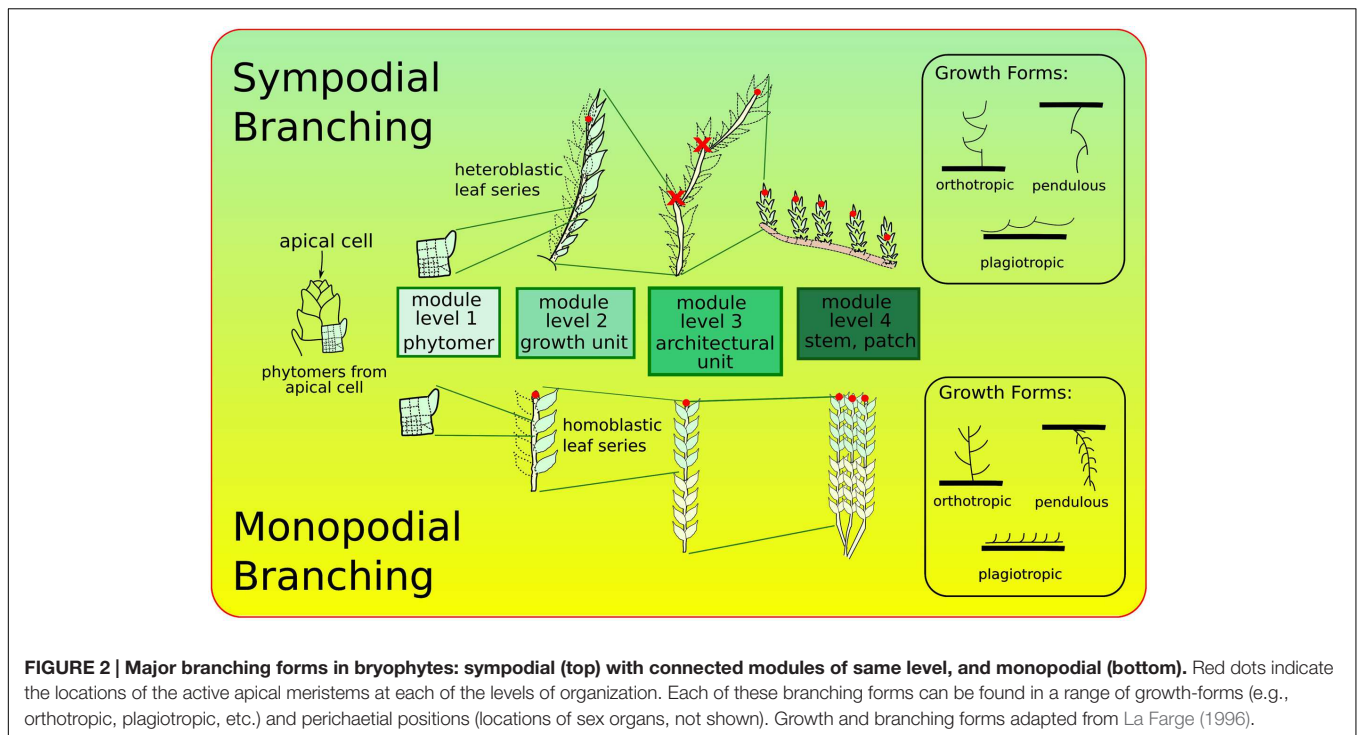 Sympodial
Branching
heteroblastic
leaf series
apical cell
phytomers from
apical cell
Growth Forms:
orthotropic
pendulous
plagiotropic
module
level 1
phytomer
module
level 2
growth unit
module
level 3
architectural
unit
module
level 4
stem, patch
homoblastic
leaf series
Monopodial
Branching
Growth Forms:
orthotropic
pendulous
plagiotropic
FIGURE 2 | Major branching forms in bryophytes: sympodial (top) with connected modules of same level, and monopodial (bottom). Red dots indicate
the locations of the active apical meristems at each of the levels of organization. Each of these branching forms can be found in a range of growth-forms (e.g.,
orthotropic, plagiotropic, etc.) and perichaetial positions (locations of sex organs, not shown). Growth and branching forms adapted from La Farge (1996).